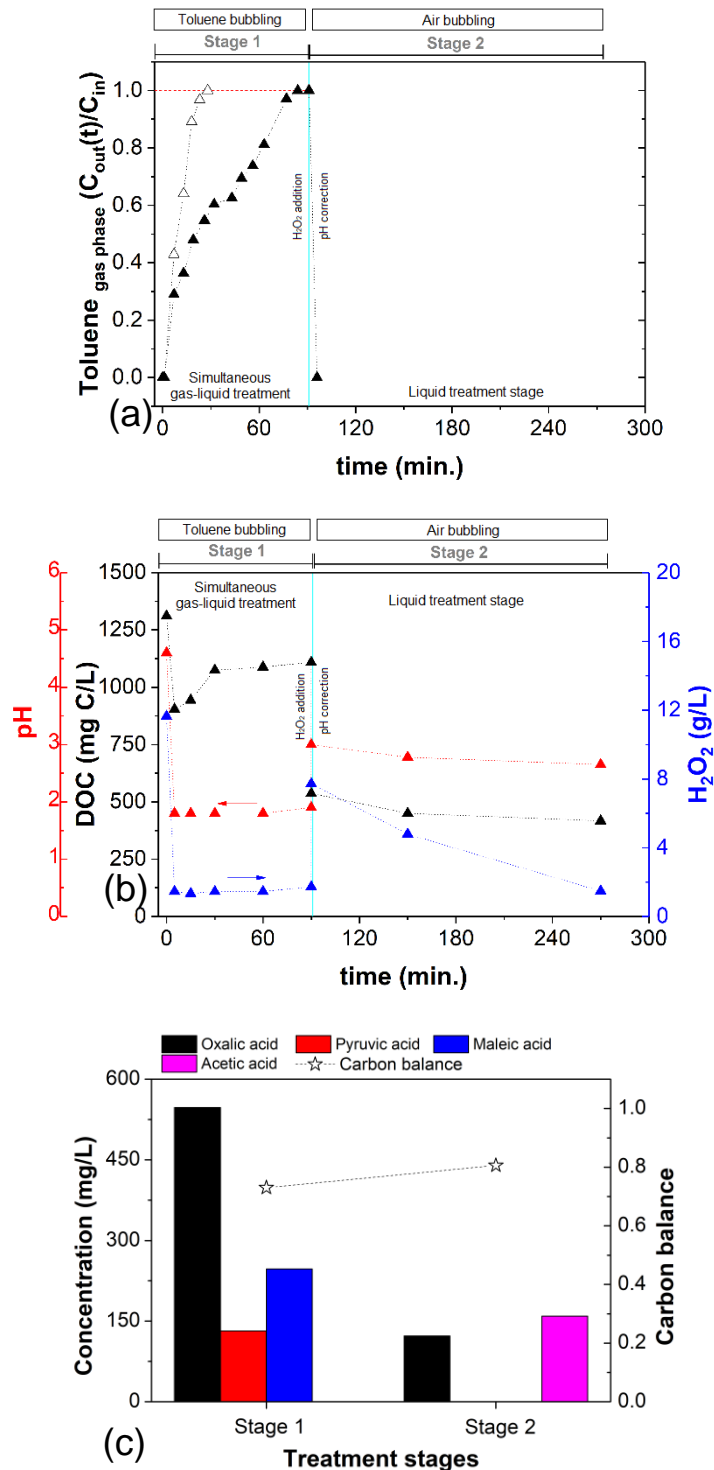 Toluene bubbling
Air bubbling
Stage 1
Stage 2
Toluene gas phase (C_out(t)/C_in)
1.0
0.8
0.6
0.4
0.2
0.0
H₂O₂ addition
pH correction
Simultaneous
gas-liquid treatment
Liquid treatment stage
0
60
120
180
240
300
time (min.)
(a)
Toluene bubbling
Air bubbling
Stage 1
Stage 2
pH
6
5
4
3
2
1
0
DOC (mg C/L)
1500
1250
1000
750
500
250
0
Simultaneous
gas-liquid treatment
Liquid treatment stage
H₂O₂ addition
pH correction
20
16
12
8
4
0
H₂O₂ (g/L)
0
60
120
180
240
300
time (min.)
(b)
Oxalic acid
Pyruvic acid
Maleic acid
Acetic acid
Carbon balance
Concentration (mg/L)
600
450
300
150
0
1.0
0.8
0.6
0.4
0.2
0.0
Carbon balance
Stage 1
Stage 2
Treatment stages
(c)